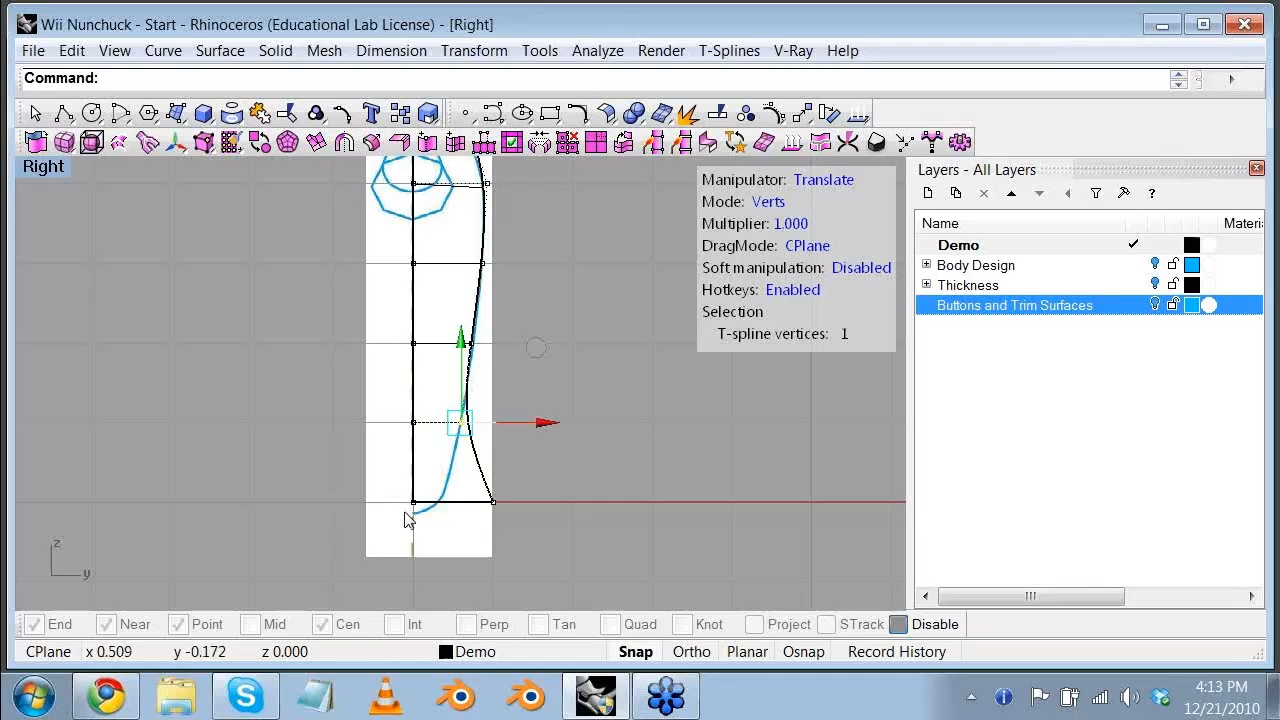 Wii Nunchuck - Start - Rhinoceros (Educational Lab License) - [Right]
File Edit View Curve Surface Solid Mesh Dimension Transform Tools Analyze Render T-Splines V-Ray Help
Command:
Right
Manipulator: Translate
Mode: Verts
Multiplier: 1.000
DragMode: CPlane
Soft manipulation: Disabled
Hotkeys: Enabled
Selection
T-spline vertices: 1
z
y
Layers - All Layers
?
Name Materi
Demo
Body Design
Thickness
Buttons and Trim Surfaces
End Near Point Mid Cen Int Perp Tan Quad Knot Project STrack Disable
CPlane x 0.509 y -0.172 z 0.000 Demo Snap Ortho Planar Osnap Record History
4:13 PM
12/21/2010